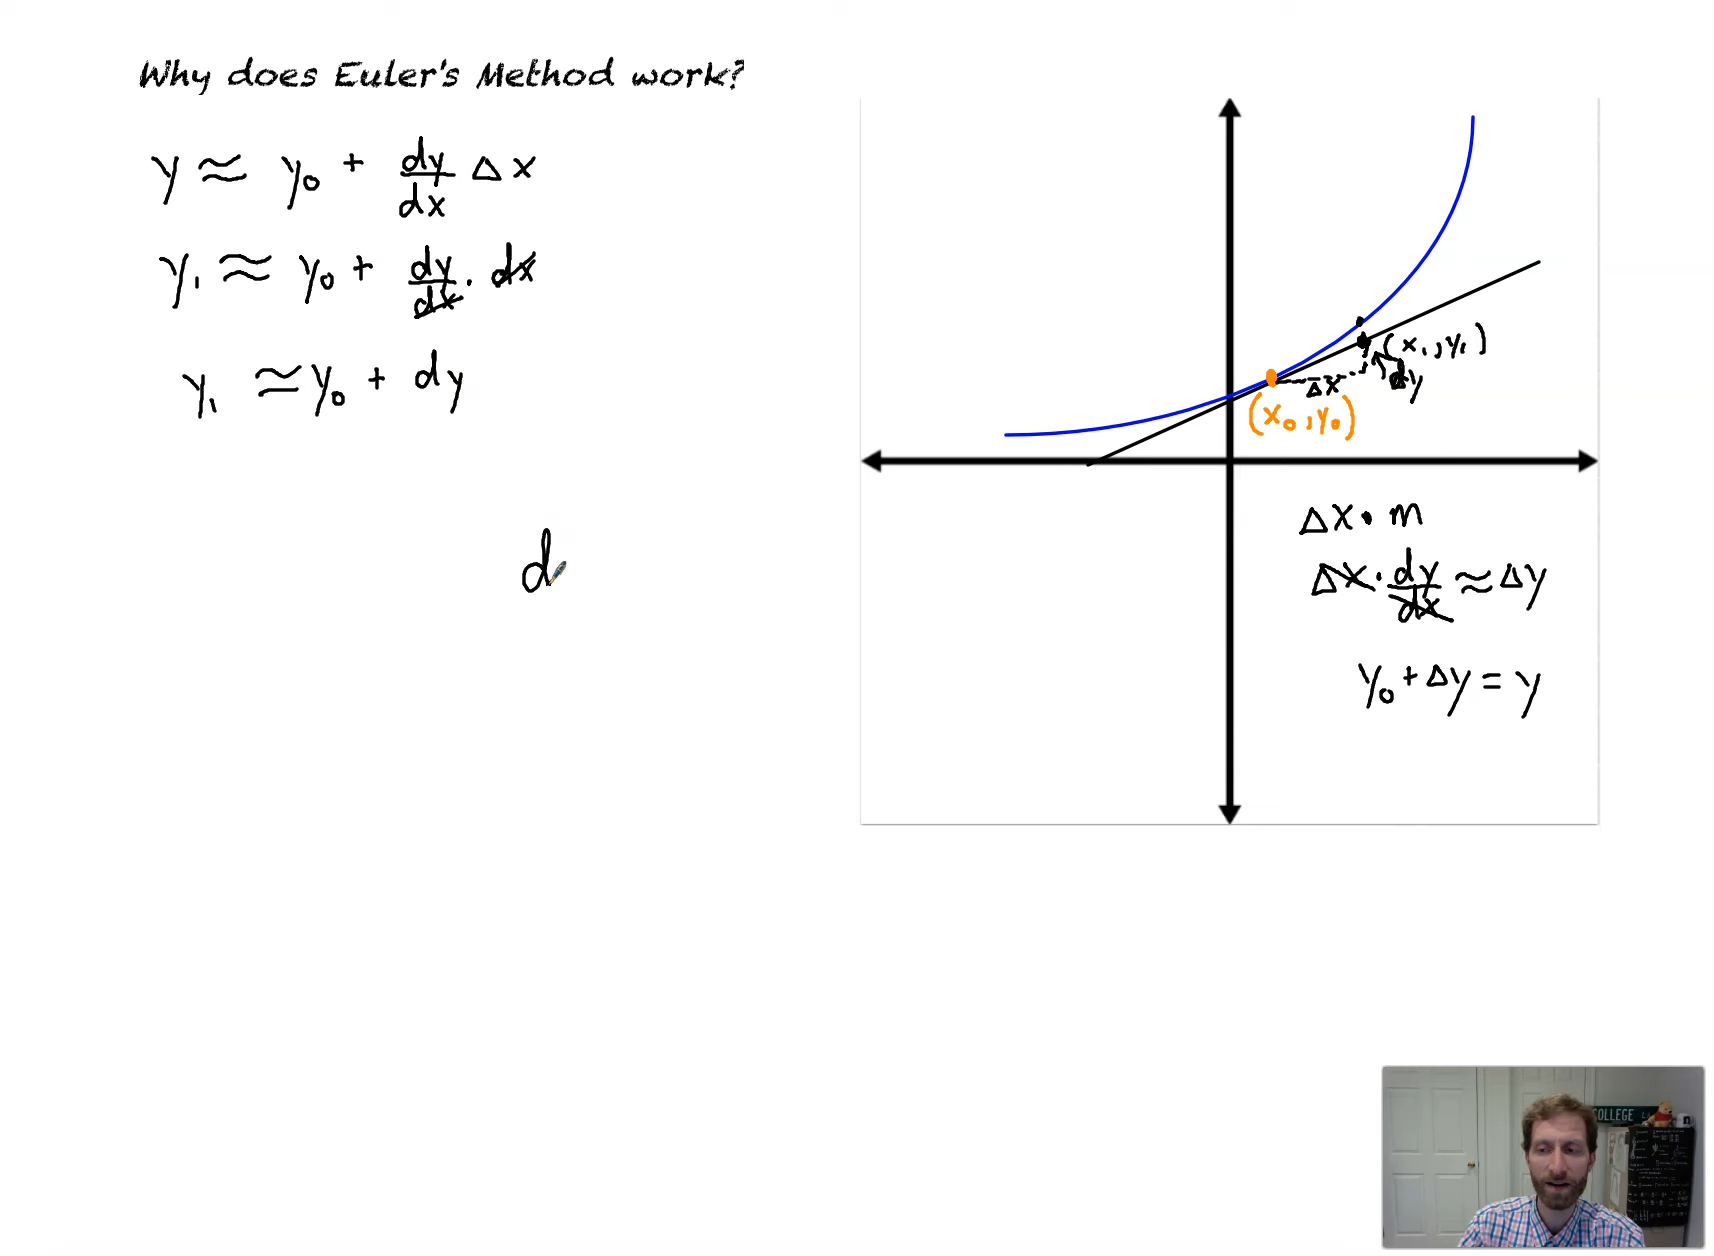 Why does Euler's Method work?
y ≈ y₀ + dy/dx Δx
y₁ ≈ y₀ + dy/dx · dx
y₁ ≈ y₀ + dy
d
(x₁, y₁)
Δx
dy
(x₀, y₀)
Δx · m
Δx · dy/dx ≈ Δy
y₀ + Δy = y
COLLEGE